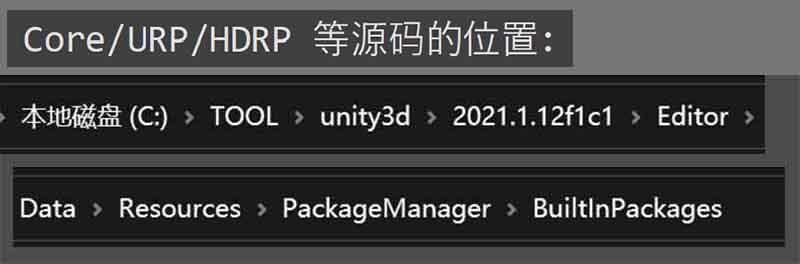 Core/URP/HDRP 等源码的位置:
本地磁盘 (C:) > TOOL > unity3d > 2021.1.12f1c1 > Editor >
Data > Resources > PackageManager > BuiltInPackages